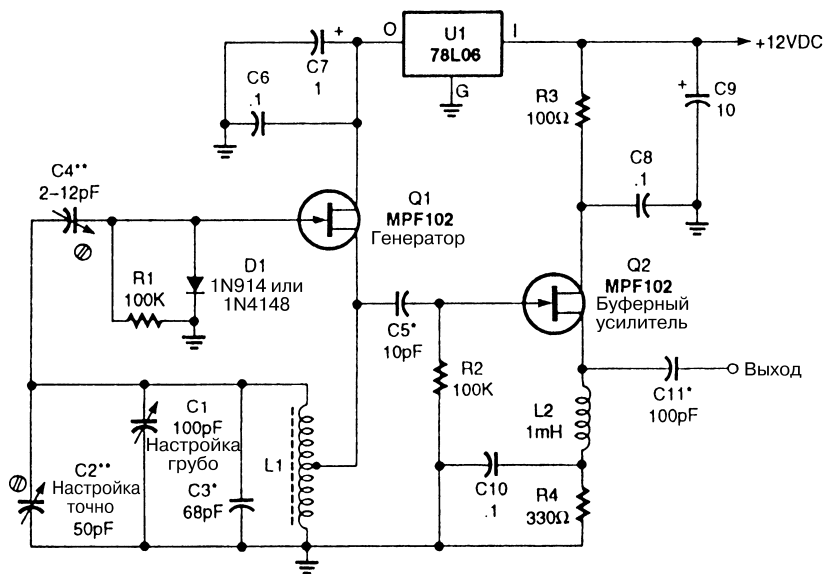 O
U1
78L06
I
G
+12VDC
+
C7
1
C6
.1
R3
100Ω
+
C9
10
C8
.1
C4**
2–12pF
Q1
MPF102
Генератор
D1
1N914 или
1N4148
R1
100K
Q2
MPF102
Буферный
усилитель
C5*
10pF
R2
100K
Выход
C11*
100pF
L2
1mH
C1
100pF
Настройка
грубо
L1
C2**
Настройка
точно
50pF
C3*
68pF
C10
.1
R4
330Ω